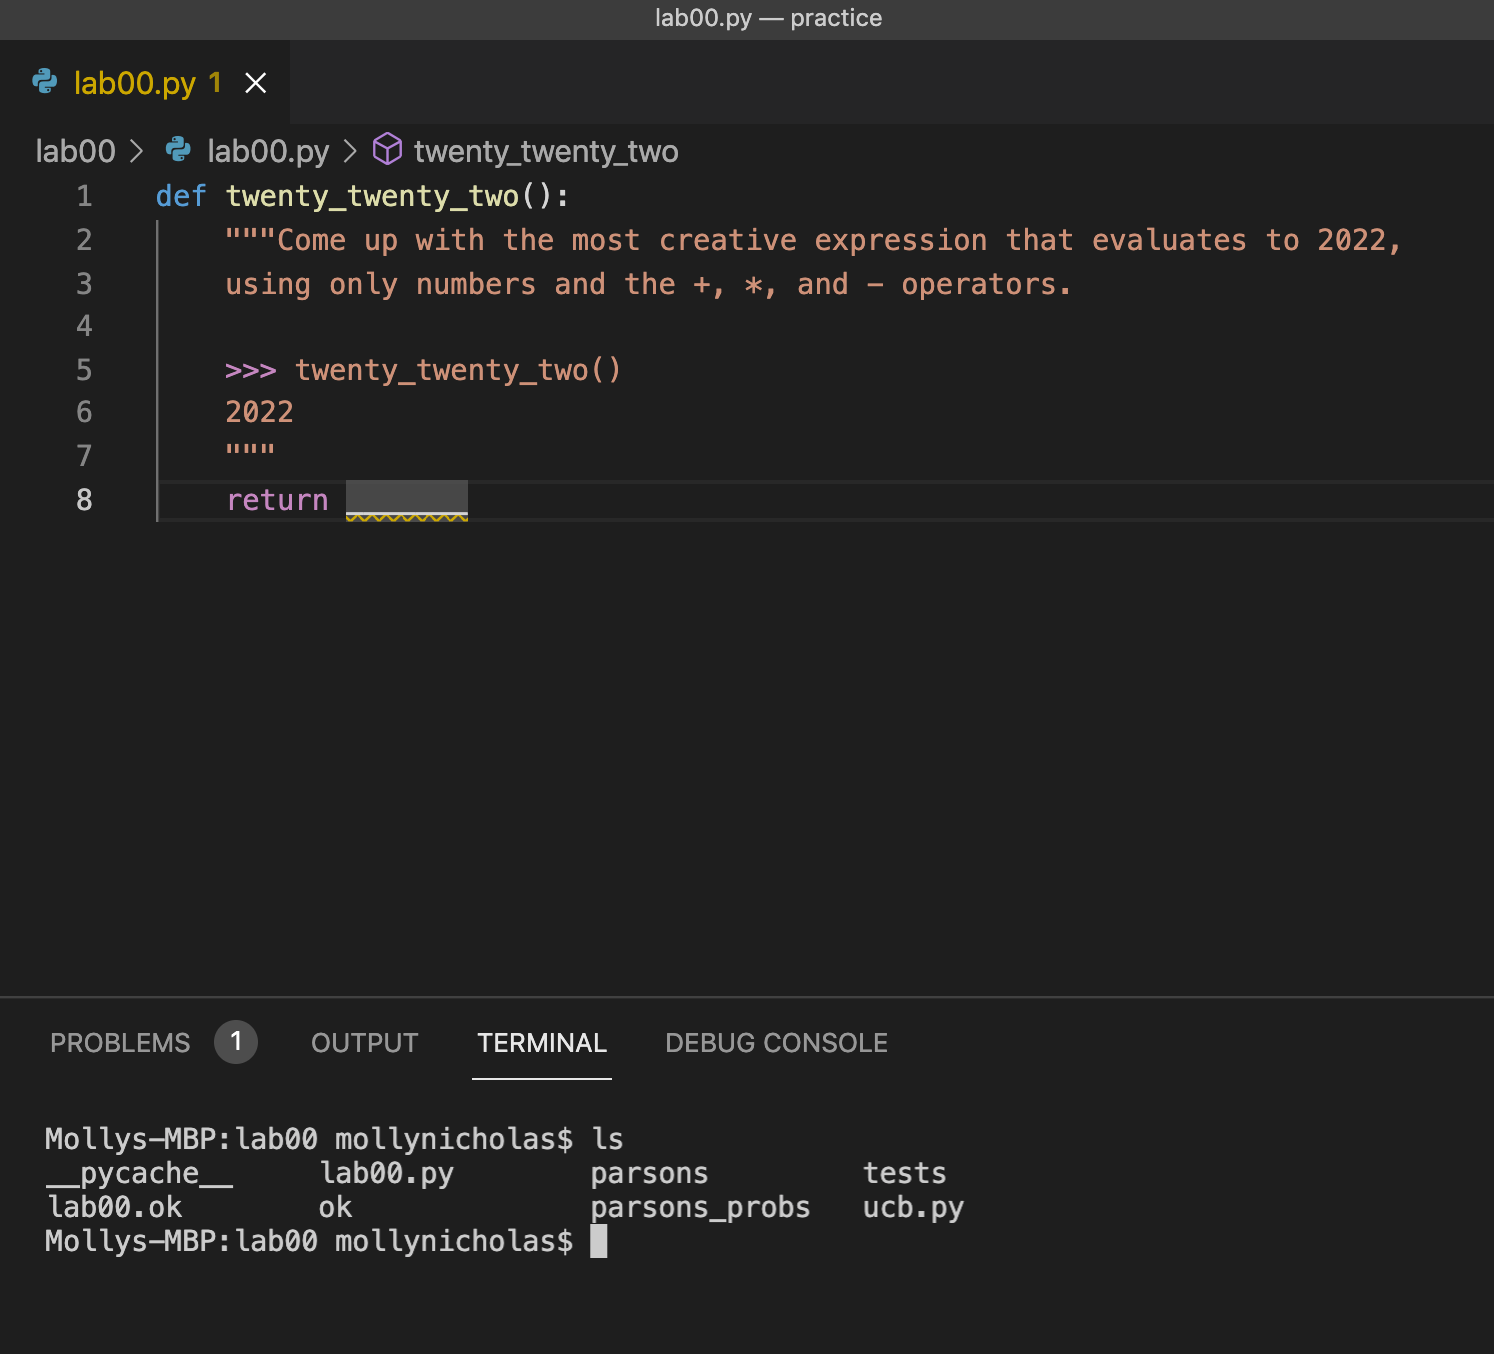 lab00.py — practice
lab00.py 1
lab00 > lab00.py > twenty_twenty_two
1 def twenty_twenty_two():
2 """Come up with the most creative expression that evaluates to 2022,
3 using only numbers and the +, *, and - operators.
4
5 >>> twenty_twenty_two()
6 2022
7 """
8 return _______
PROBLEMS 1 OUTPUT TERMINAL DEBUG CONSOLE
Mollys-MBP:lab00 mollynicholas$ ls
__pycache__ lab00.py parsons tests
lab00.ok ok parsons_probs ucb.py
Mollys-MBP:lab00 mollynicholas$